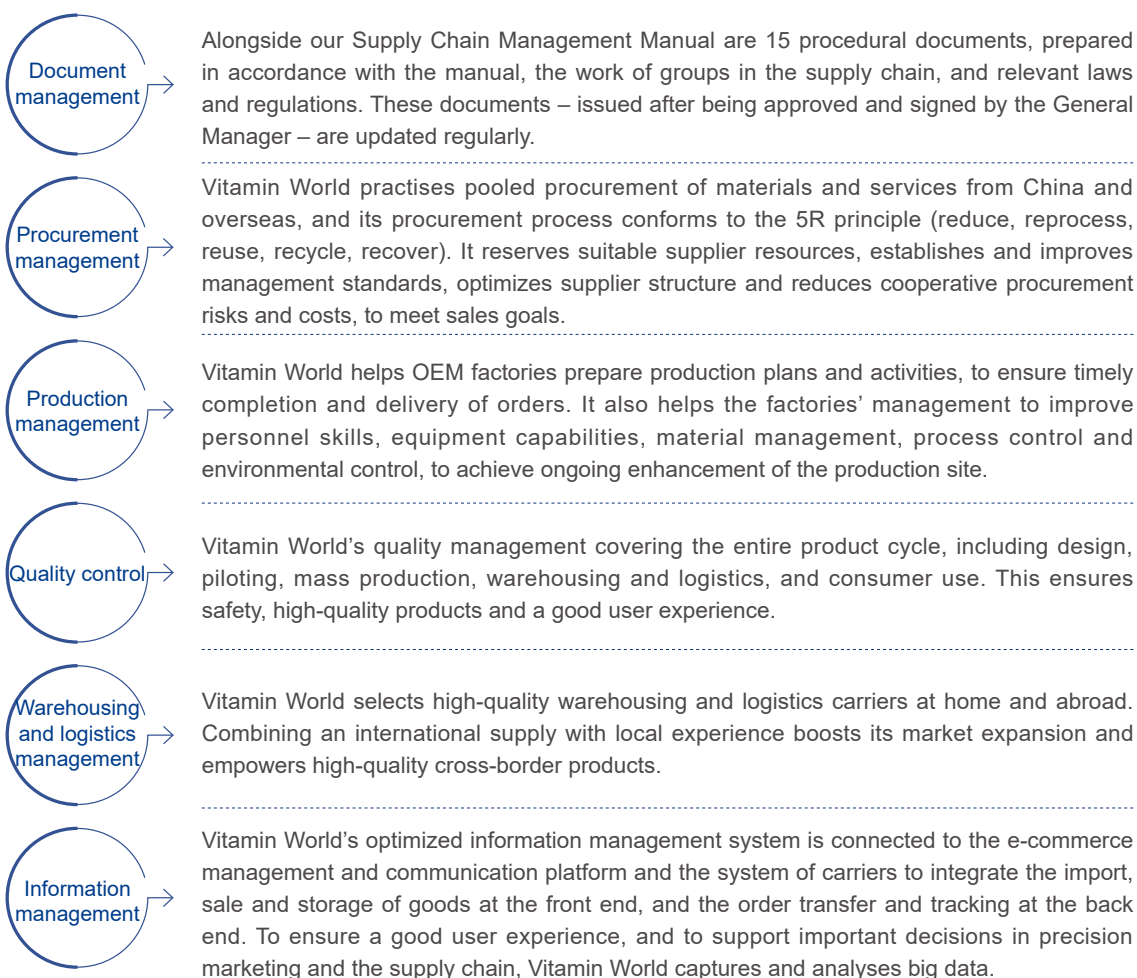 Document
management
Alongside our Supply Chain Management Manual are 15 procedural documents, prepared
in accordance with the manual, the work of groups in the supply chain, and relevant laws
and regulations. These documents – issued after being approved and signed by the General
Manager – are updated regularly.
Procurement
management
Vitamin World practises pooled procurement of materials and services from China and
overseas, and its procurement process conforms to the 5R principle (reduce, reprocess,
reuse, recycle, recover). It reserves suitable supplier resources, establishes and improves
management standards, optimizes supplier structure and reduces cooperative procurement
risks and costs, to meet sales goals.
Production
management
Vitamin World helps OEM factories prepare production plans and activities, to ensure timely
completion and delivery of orders. It also helps the factories’ management to improve
personnel skills, equipment capabilities, material management, process control and
environmental control, to achieve ongoing enhancement of the production site.
Quality control
Vitamin World’s quality management covering the entire product cycle, including design,
piloting, mass production, warehousing and logistics, and consumer use. This ensures
safety, high-quality products and a good user experience.
Warehousing
and logistics
management
Vitamin World selects high-quality warehousing and logistics carriers at home and abroad.
Combining an international supply with local experience boosts its market expansion and
empowers high-quality cross-border products.
Information
management
Vitamin World’s optimized information management system is connected to the e-commerce
management and communication platform and the system of carriers to integrate the import,
sale and storage of goods at the front end, and the order transfer and tracking at the back
end. To ensure a good user experience, and to support important decisions in precision
marketing and the supply chain, Vitamin World captures and analyses big data.